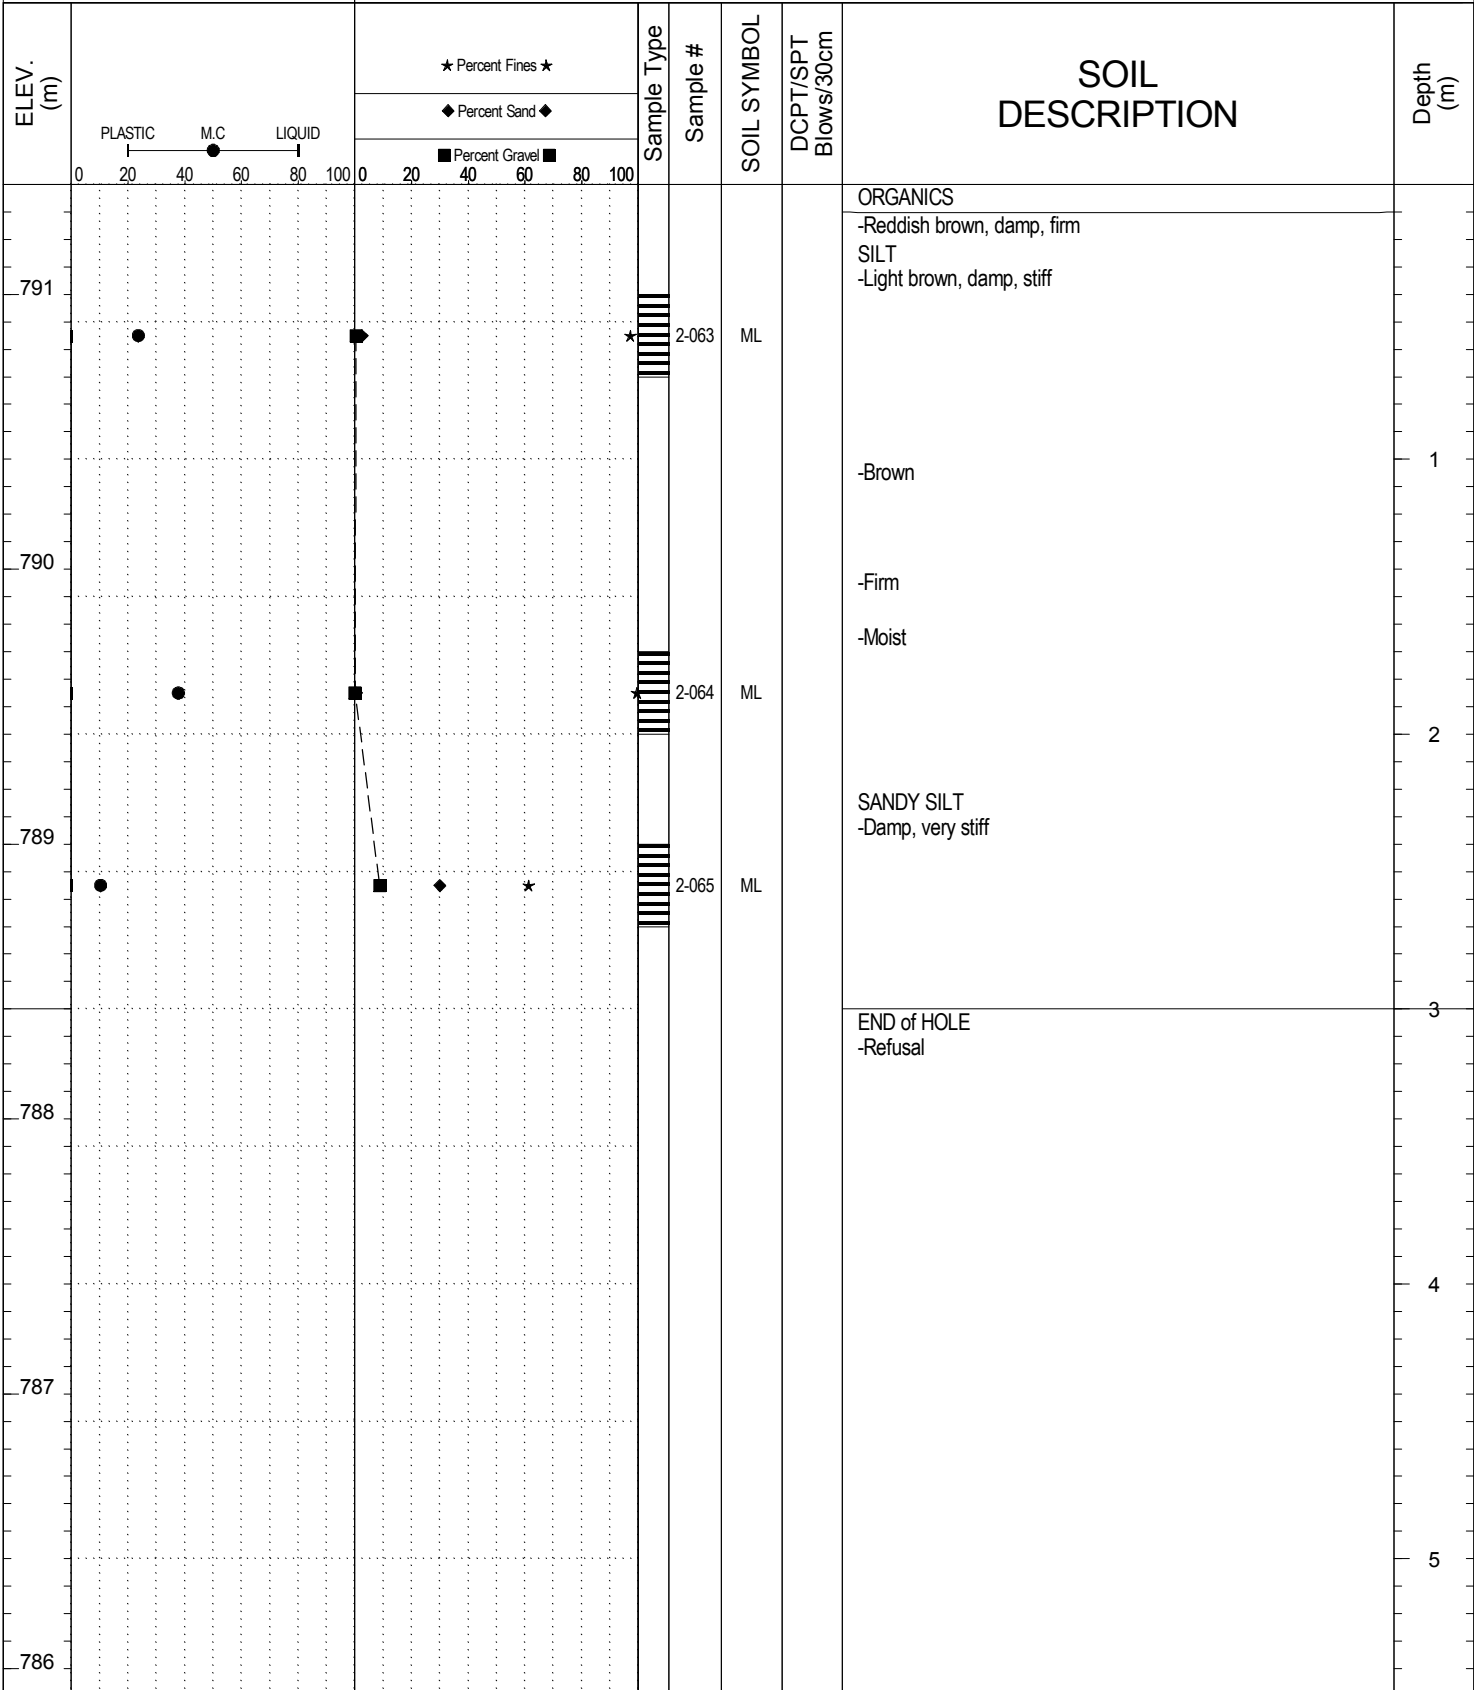 ELEV.
(m)
PLASTIC M.C LIQUID
0 20 40 60 80 100
★ Percent Fines ★
◆ Percent Sand ◆
■ Percent Gravel ■
0 20 40 60 80 100
Sample Type
Sample #
SOIL SYMBOL
DCPT/SPT
Blows/30cm
SOIL
DESCRIPTION
Depth
(m)
ORGANICS
-Reddish brown, damp, firm
SILT
-Light brown, damp, stiff
791
2-063 ML
1
-Brown
790
-Firm
-Moist
2-064 ML
2
SANDY SILT
-Damp, very stiff
789
2-065 ML
3
END of HOLE
-Refusal
788
4
787
5
786